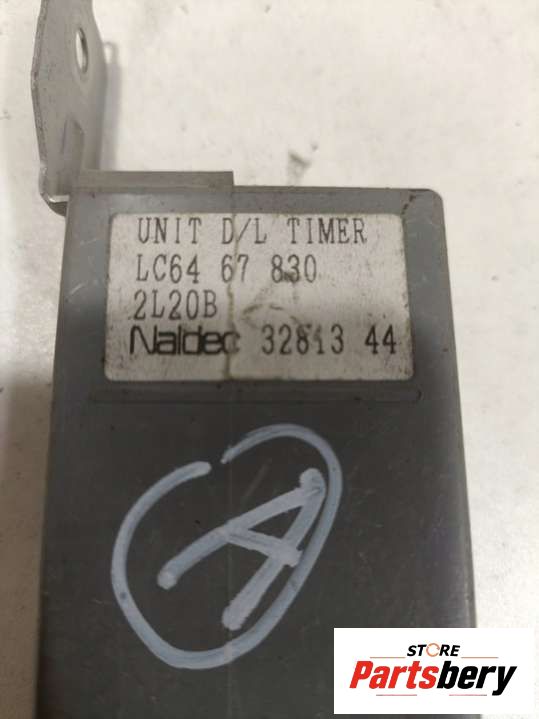 UNIT D/L TIMER
LC64 67 830
2L20B
Naldec 32813 44
A
STORE
Partsbery